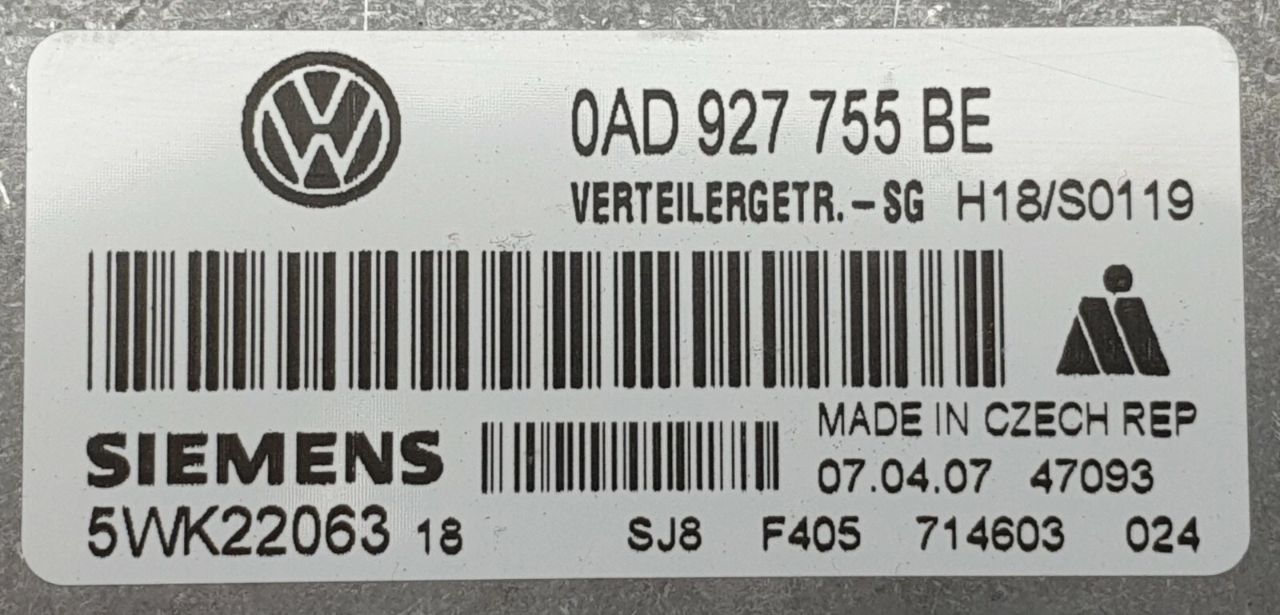 0AD 927 755 BE
VERTEILERGETR.-SG H18/S0119
MADE IN CZECH REP
SIEMENS
07.04.07 47093
5WK22063 18 SJ8 F405 714603 024